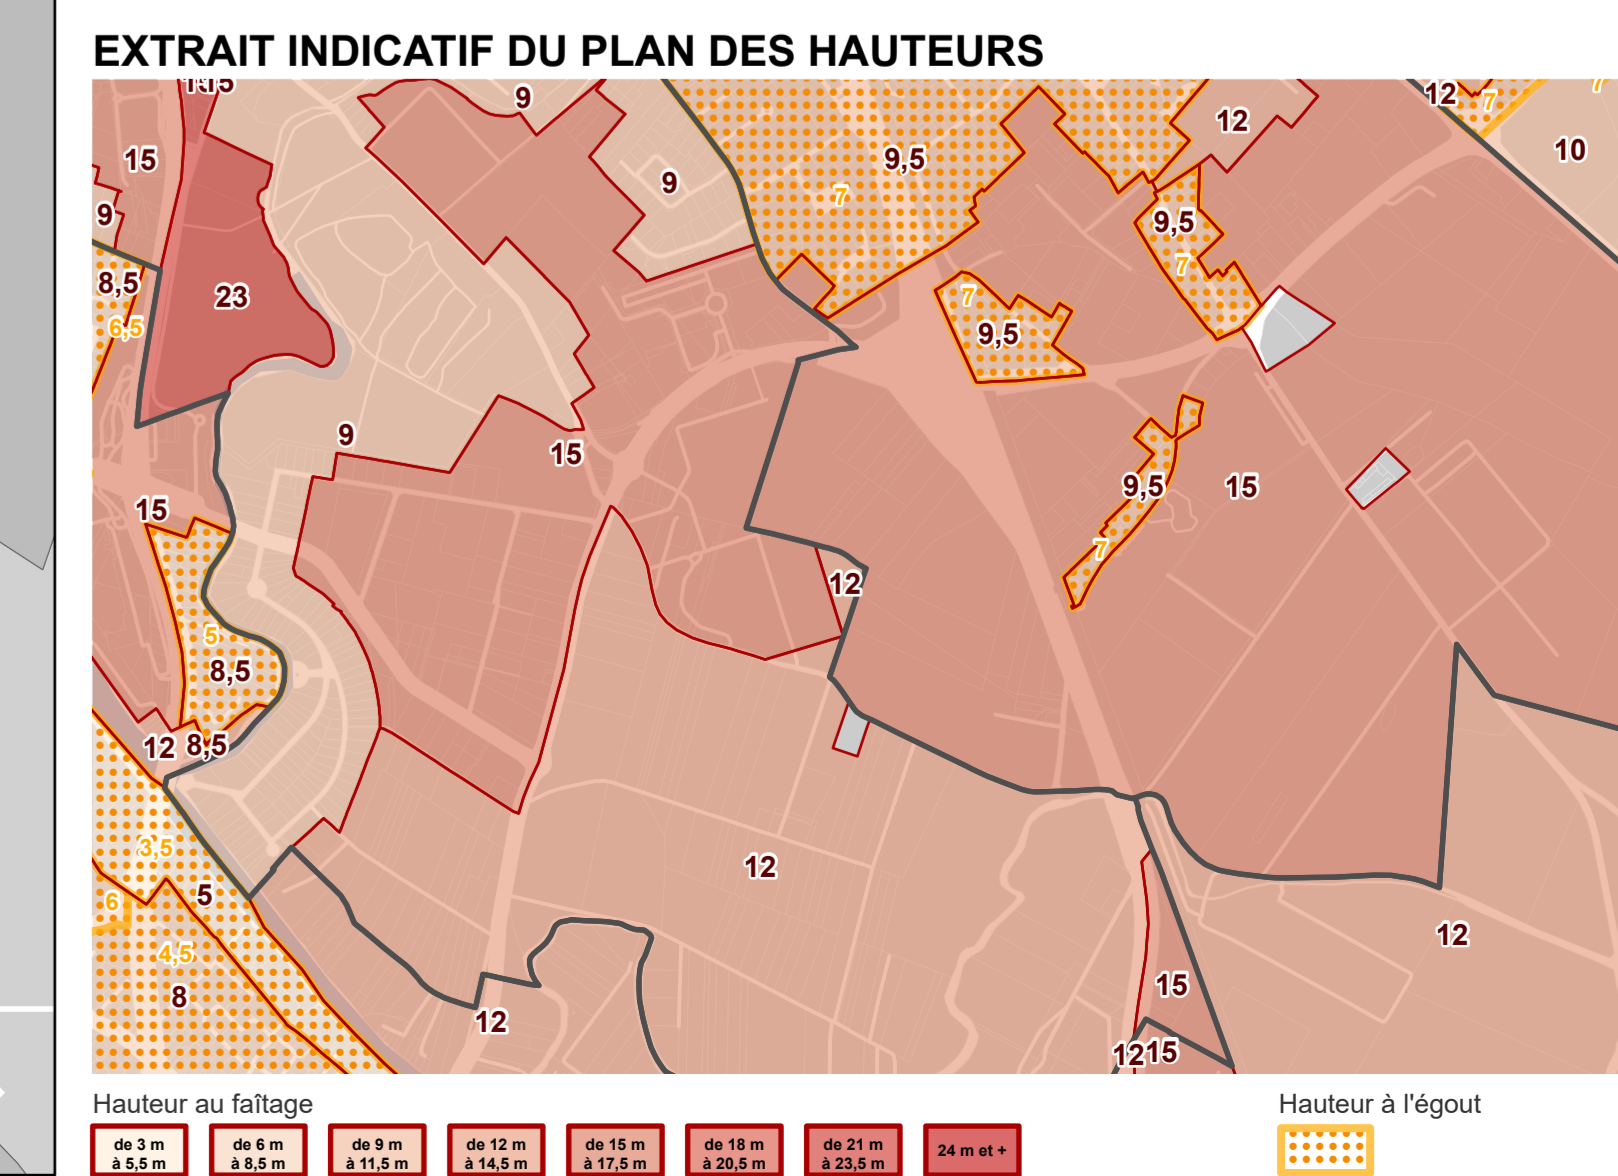 EXTRAIT INDICATIF DU PLAN DES HAUTEURS
15
9
12
12
7
7
10
15
9
9,5
7
9
9,5
7
8,5
6,5
23
7
9,5
9
15
15
9,5
15
7
12
5
8,5
12
8,5
3,5
12
5
6
4,5
8
12
12
15
12
15
Hauteur au faîtage
Hauteur à l'égout
de 3 m
à 5,5 m
de 6 m
à 8,5 m
de 9 m
à 11,5 m
de 12 m
à 14,5 m
de 15 m
à 17,5 m
de 18 m
à 20,5 m
de 21 m
à 23,5 m
24 m et +